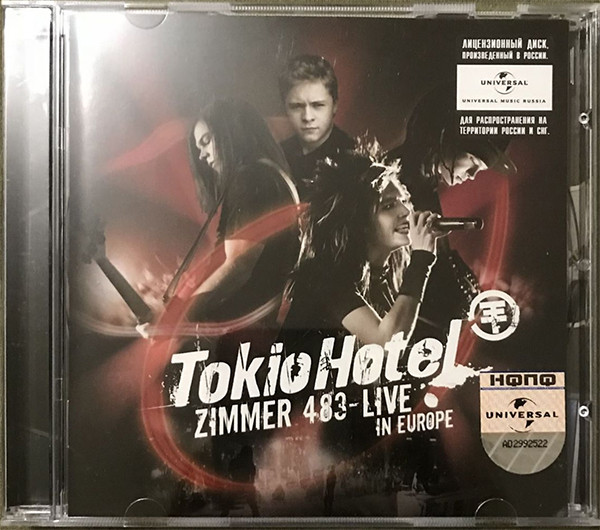 ЛИЦЕНЗИОННЫЙ ДИСК,
ПРОИЗВЕДЕННЫЙ В РОССИИ.
UNIVERSAL
UNIVERSAL MUSIC RUSSIA
ДЛЯ РАСПРОСТРАНЕНИЯ НА
ТЕРРИТОРИИ РОССИИ И СНГ.
Tokio Hotel
ZIMMER 483-LIVE
IN EUROPE
HQNQ
UNIVERSAL
AD2992522